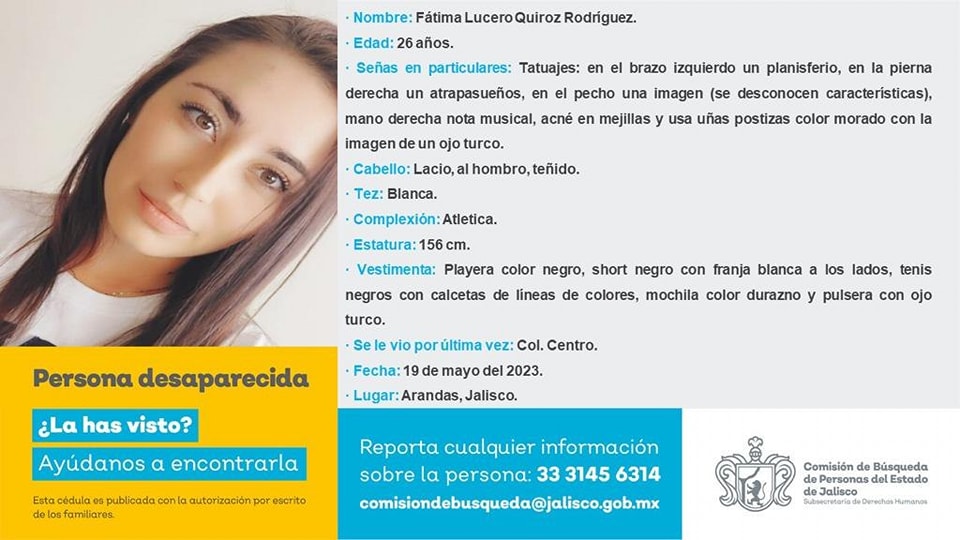 · Nombre: Fátima Lucero Quiroz Rodríguez.
· Edad: 26 años.
· Señas en particulares: Tatuajes: en el brazo izquierdo un planisferio, en la pierna
derecha un atrapasueños, en el pecho una imagen (se desconocen características),
mano derecha nota musical, acné en mejillas y usa uñas postizas color morado con la
imagen de un ojo turco.
· Cabello: Lacio, al hombro, teñido.
· Tez: Blanca.
· Complexión: Atletica.
· Estatura: 156 cm.
· Vestimenta: Playera color negro, short negro con franja blanca a los lados, tenis
negros con calcetas de líneas de colores, mochila color durazno y pulsera con ojo
turco.
· Se le vio por última vez: Col. Centro.
· Fecha: 19 de mayo del 2023.
· Lugar: Arandas, Jalisco.
Persona desaparecida
¿La has visto?
Ayúdanos a encontrarla
Esta cédula es publicada con la autorización por escrito
de los familiares.
Reporta cualquier información
sobre la persona: 33 3145 6314
comisiondebusqueda@jalisco.gob.mx
Comisión de Búsqueda
de Personas del Estado
de Jalisco
Subsecretaría de Derechos Humanos